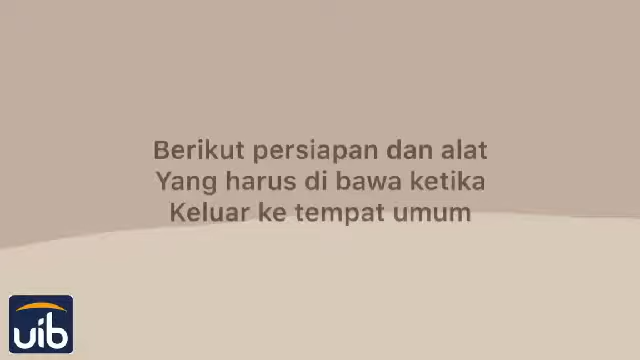 Berikut persiapan dan alat
Yang harus di bawa ketika
Keluar ke tempat umum
uib